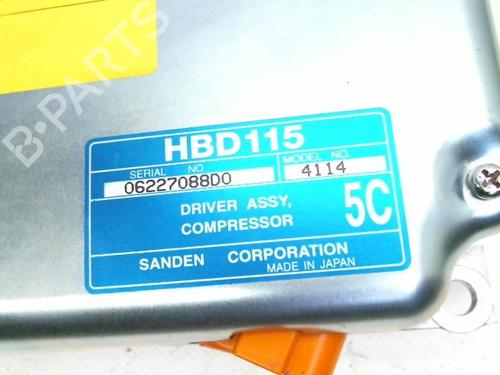 B-PARTS
HBD115
SERIAL NO
MODEL NO.
06227088D0
4114
DRIVER ASSY,
COMPRESSOR
5C
SANDEN CORPORATION
MADE IN JAPAN